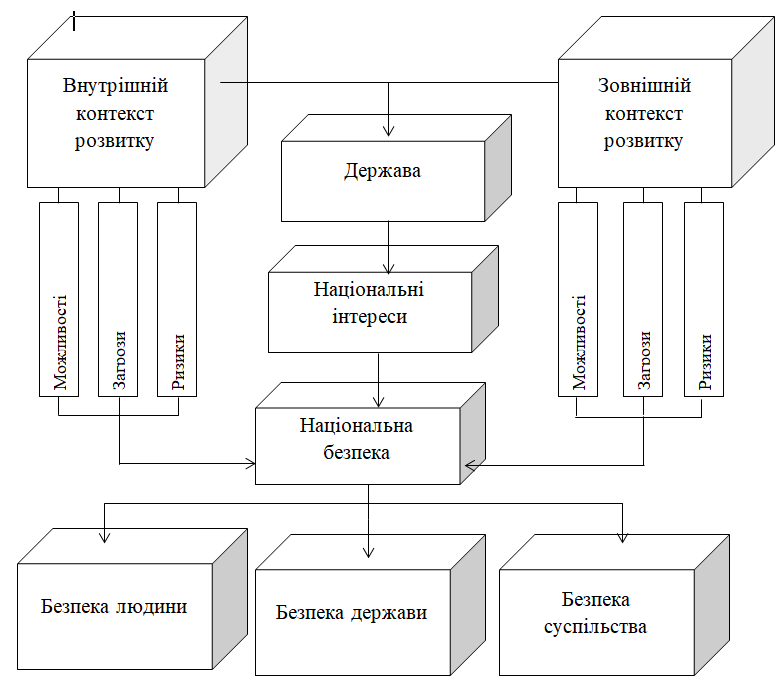 Внутрішній
контекст
розвитку
Зовнішній
контекст
розвитку
Держава
Національні
інтереси
Можливості
Загрози
Ризики
Можливості
Загрози
Ризики
Національна
безпека
Безпека людини
Безпека держави
Безпека
суспільства